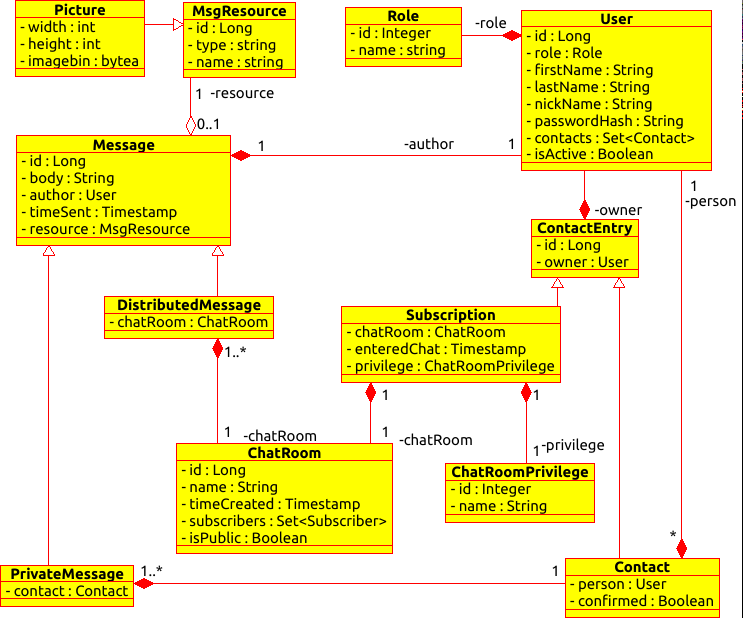 Picture
- width : int
- height : int
- imagebin : bytea
MsgResource
- id : Long
- type : string
- name : string
Role
- id : Integer
- name : string
-role
User
- id : Long
- role : Role
- firstName : String
- lastName : String
- nickName : String
- passwordHash : String
- contacts : Set<Contact>
- isActive : Boolean
1 -resource
0..1
Message
- id : Long
- body : String
- author : User
- timeSent : Timestamp
- resource : MsgResource
1
-author
1
1
-person
-owner
ContactEntry
- id : Long
- owner : User
DistributedMessage
- chatRoom : ChatRoom
1..*
1 -chatRoom
Subscription
- chatRoom : ChatRoom
- enteredChat : Timestamp
- privilege : ChatRoomPrivilege
1
1
1
-chatRoom
1 -privilege
ChatRoom
- id : Long
- name : String
- timeCreated : Timestamp
- subscribers : Set<Subscriber>
- isPublic : Boolean
ChatRoomPrivilege
- id : Integer
- name : String
*
PrivateMessage
- contact : Contact
1..*
1
Contact
- person : User
- confirmed : Boolean